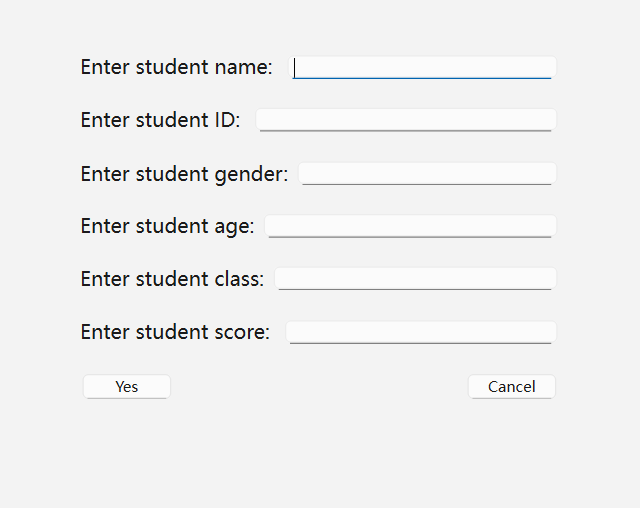 Enter student name:
Enter student ID:
Enter student gender:
Enter student age:
Enter student class:
Enter student score:
Yes Cancel